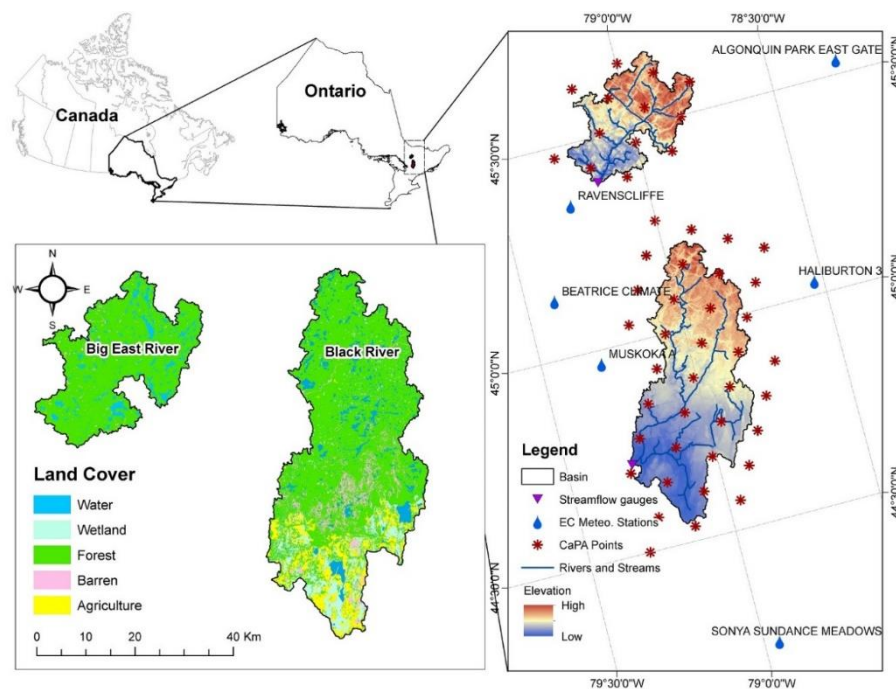 Canada
Ontario
N
W
E
S
Big East River
Black River
Land Cover
Water
Wetland
Forest
Barren
Agriculture
0 10 20 40 Km
79°0'0"W
78°30'0"W
ALGONQUIN PARK EAST GATE
45°30'0"N
45°30'0"N
RAVENSCLIFFE
HALIBURTON 3
BEATRICE CLIMATE
45°0'0"N
MUSKOKA A
45°0'0"N
Legend
Basin
Streamflow gauges
EC Meteo. Stations
CaPA Points
Rivers and Streams
Elevation
High
Low
44°30'0"N
44°30'0"N
SONYA SUNDANCE MEADOWS
79°30'0"W
79°0'0"W